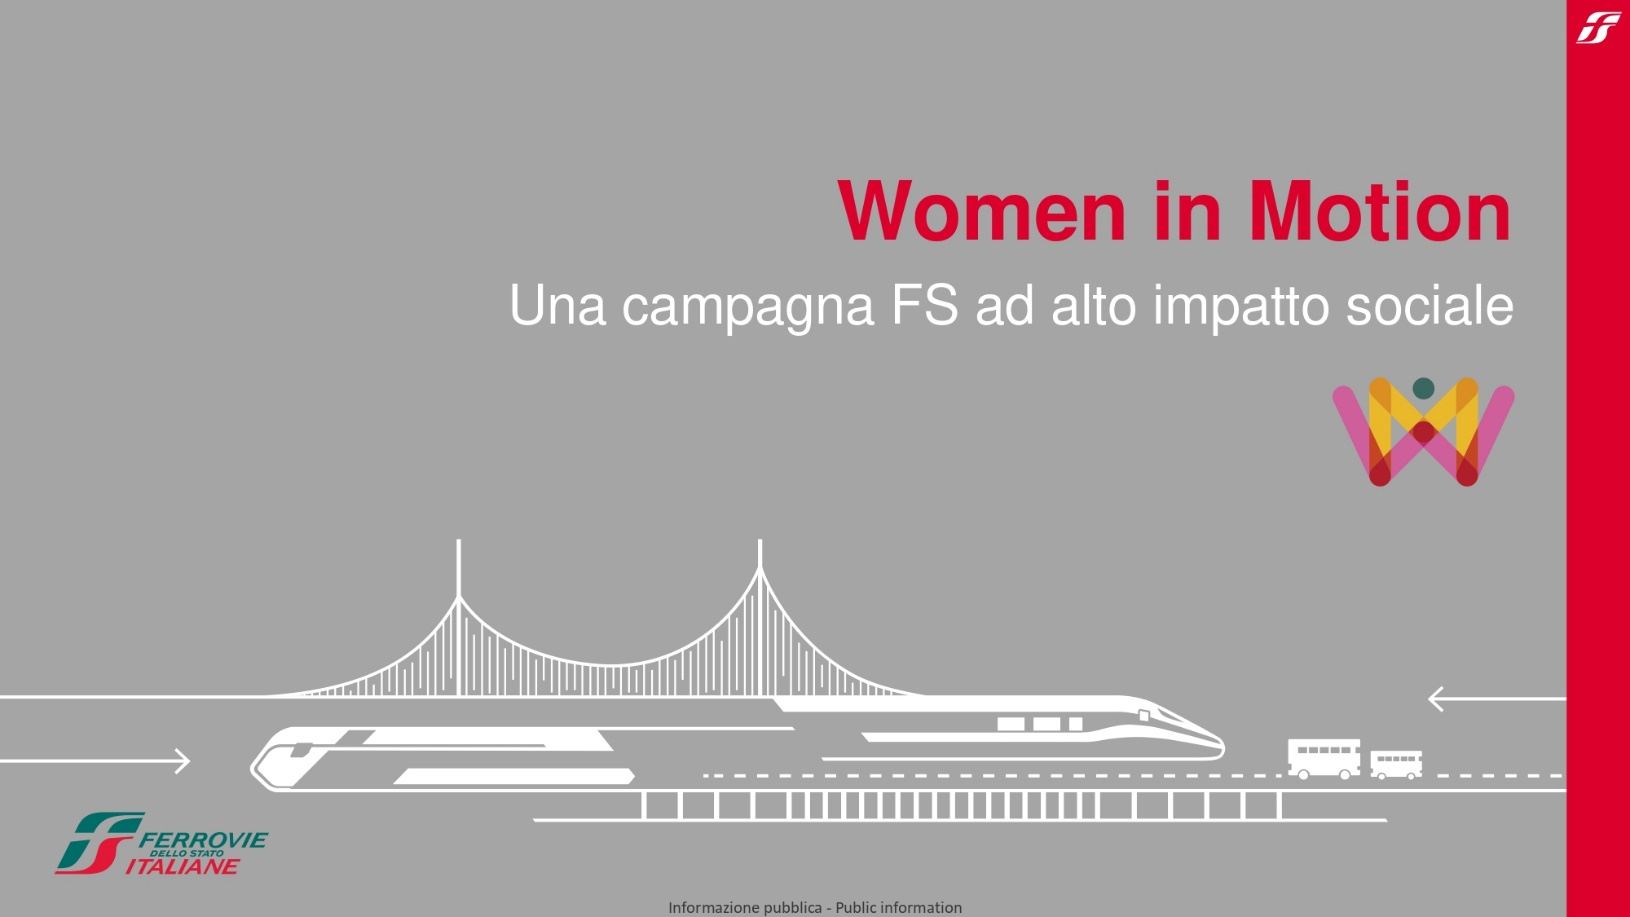 Women in Motion
Una campagna FS ad alto impatto sociale
FERROVIE
DELLO STATO
ITALIANE
Informazione pubblica - Public information